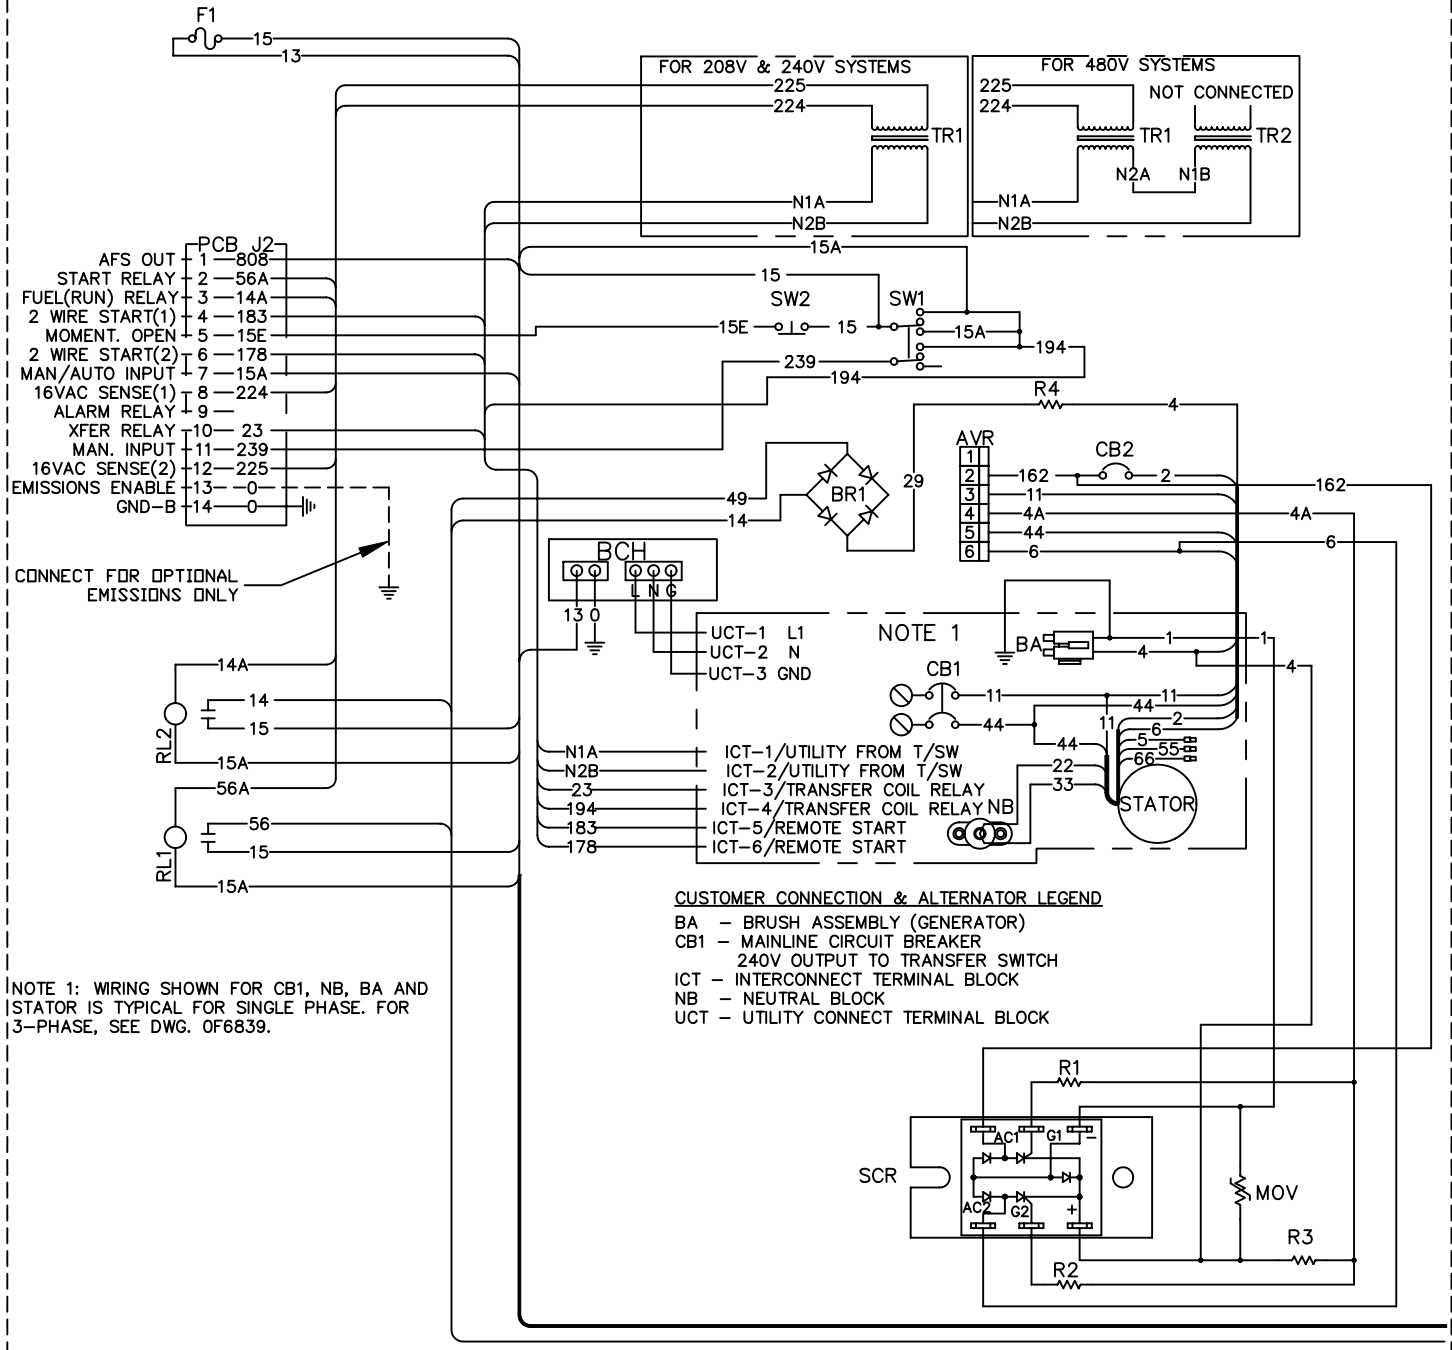 F1
15
13
FOR 208V & 240V SYSTEMS
225
224
TR1
N1A
N2B
FOR 480V SYSTEMS
225
224
NOT CONNECTED
TR1
TR2
N2A
N1B
N1A
N2B
PCB J2
AFS OUT 1 808
START RELAY 2 56A
FUEL(RUN) RELAY 3 14A
2 WIRE START(1) 4 183
MOMENT. OPEN 5 15E
2 WIRE START(2) 6 178
MAN/AUTO INPUT 7 15A
16VAC SENSE(1) 8 224
ALARM RELAY 9
XFER RELAY 10 23
MAN. INPUT 11 239
16VAC SENSE(2) 12 225
EMISSIONS ENABLE 13 0
GND-B 14 0
CONNECT FOR OPTIONAL
EMISSIONS ONLY
15A
15
SW2
SW1
15E
15
15A
194
239
194
R4
4
AVR
1
2 162
3 11
4 4A
5 44
6 6
CB2
2
162
4A
6
29
BR1
49
14
BCH
L N G
13 0
UCT-1 L1
UCT-2 N
UCT-3 GND
NOTE 1
BA
1
1
4
4
CB1
11
11
44
44
11
2
6
5
55
66
44
22
33
STATOR
NB
14A
14
15
RL2
15A
56A
56
15
RL1
15A
N1A ICT-1/UTILITY FROM T/SW
N2B ICT-2/UTILITY FROM T/SW
23 ICT-3/TRANSFER COIL RELAY
194 ICT-4/TRANSFER COIL RELAY
183 ICT-5/REMOTE START
178 ICT-6/REMOTE START
CUSTOMER CONNECTION & ALTERNATOR LEGEND
BA - BRUSH ASSEMBLY (GENERATOR)
CB1 - MAINLINE CIRCUIT BREAKER
240V OUTPUT TO TRANSFER SWITCH
ICT - INTERCONNECT TERMINAL BLOCK
NB - NEUTRAL BLOCK
UCT - UTILITY CONNECT TERMINAL BLOCK
NOTE 1: WIRING SHOWN FOR CB1, NB, BA AND
STATOR IS TYPICAL FOR SINGLE PHASE. FOR
3-PHASE, SEE DWG. 0F6839.
R1
SCR
AC1
G1
-
AC2
G2
+
MOV
R3
R2